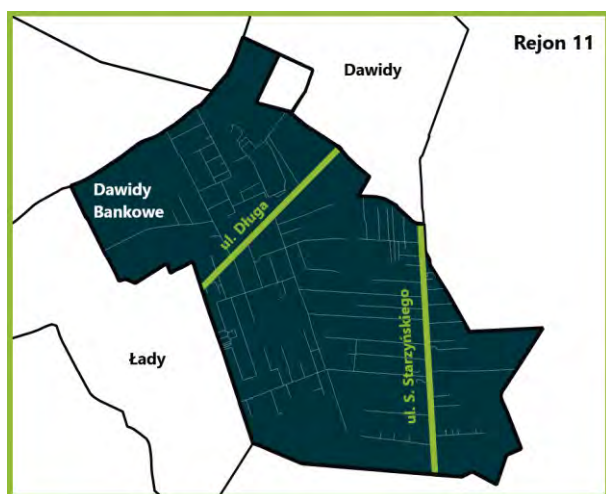 Rejon 11
Dawidy
Dawidy
Bankowe
ul. Długa
ul. S. Starzyńskiego
Łady